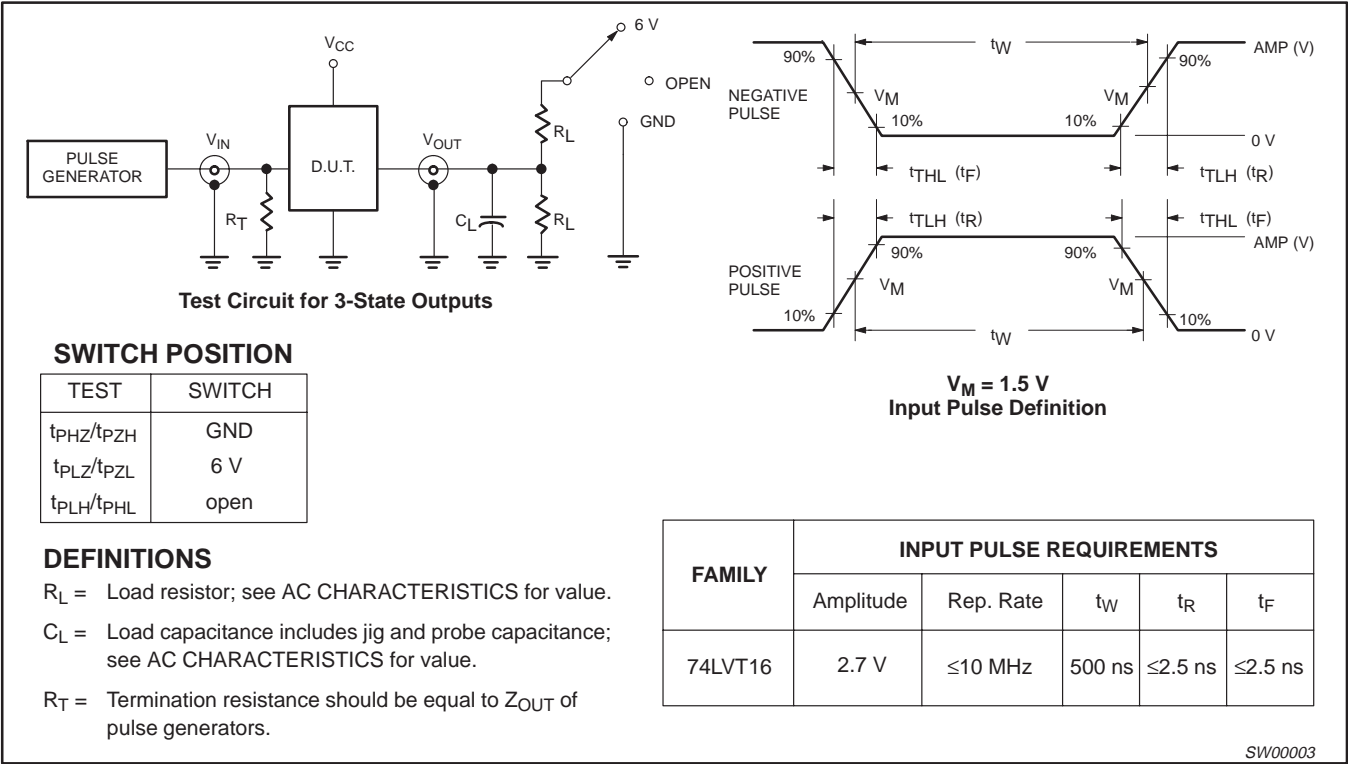 6 V
OPEN
GND
VCC
RL
VIN
VOUT
PULSE
GENERATOR
D.U.T.
RT
CL
RL
Test Circuit for 3-State Outputs
90%
tW
90%
AMP (V)
NEGATIVE
PULSE
VM
VM
10%
10%
0 V
tTHL (tF)
tTLH (tR)
tTLH (tR)
tTHL (tF)
AMP (V)
90%
90%
POSITIVE
PULSE
VM
VM
10%
10%
tW
0 V
VM = 1.5 V
Input Pulse Definition
SWITCH POSITION
TEST SWITCH
tPHZ/tPZH GND
tPLZ/tPZL 6 V
tPLH/tPHL open
DEFINITIONS
RL = Load resistor; see AC CHARACTERISTICS for value.
CL = Load capacitance includes jig and probe capacitance;
see AC CHARACTERISTICS for value.
RT = Termination resistance should be equal to ZOUT of
pulse generators.
FAMILY
INPUT PULSE REQUIREMENTS
Amplitude Rep. Rate tW tR tF
74LVT16 2.7 V ≤10 MHz 500 ns ≤2.5 ns ≤2.5 ns
SW00003